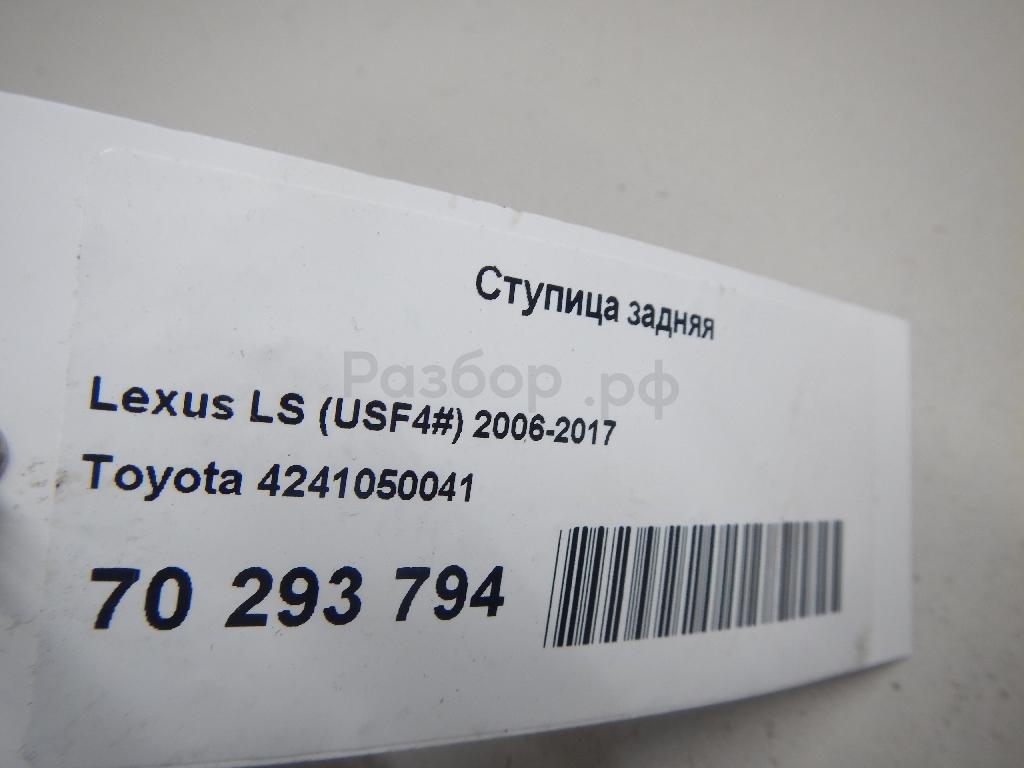 Ступица задняя
Разбор.рф
Lexus LS (USF4#) 2006-2017
Toyota 4241050041
70 293 794